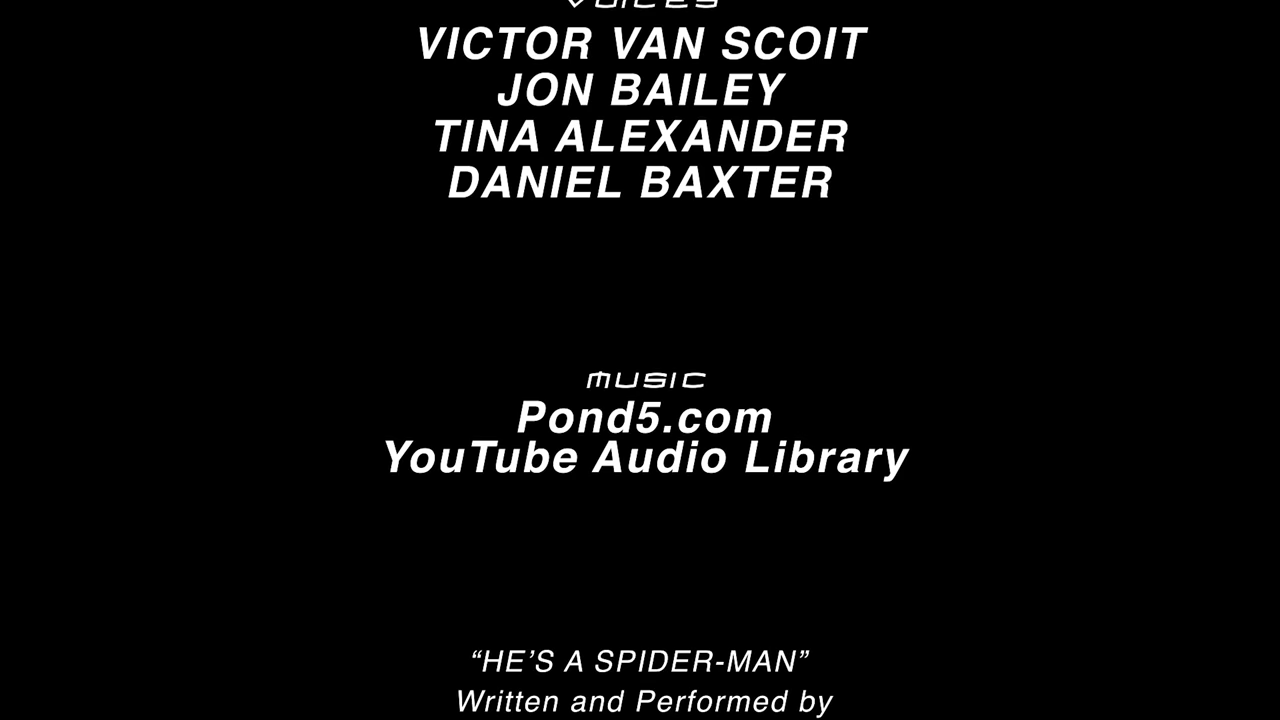 VOICES
VICTOR VAN SCOIT
JON BAILEY
TINA ALEXANDER
DANIEL BAXTER
MUSIC
Pond5.com
YouTube Audio Library
“HE’S A SPIDER-MAN”
Written and Performed by